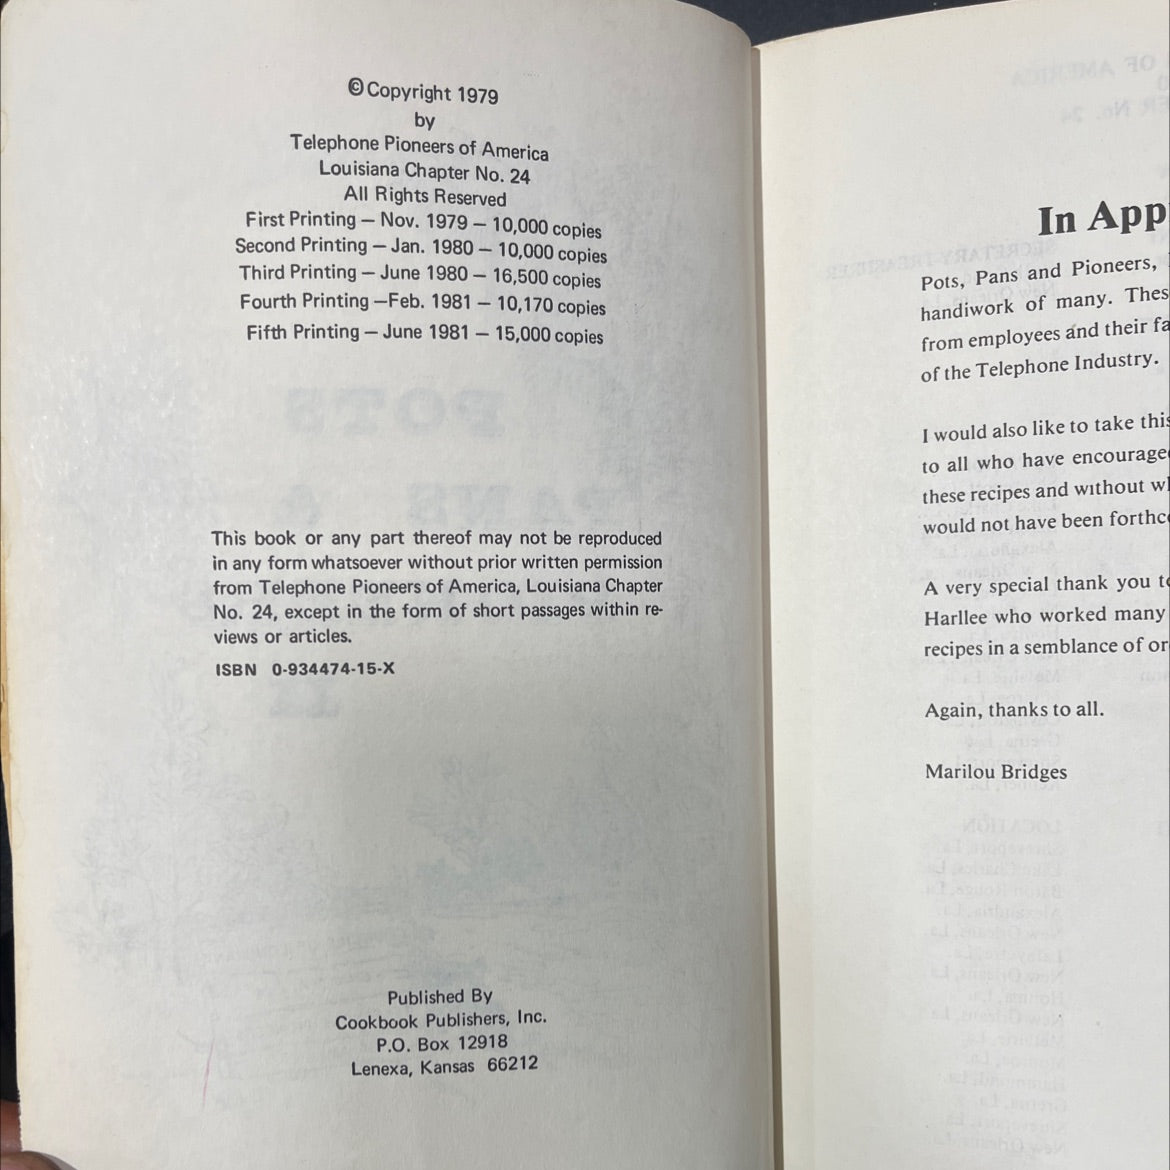 ©Copyright 1979
by
Telephone Pioneers of America
Louisiana Chapter No. 24
All Rights Reserved
First Printing — Nov. 1979 — 10,000 copies
Second Printing — Jan. 1980 — 10,000 copies
Third Printing — June 1980 — 16,500 copies
Fourth Printing —Feb. 1981 — 10,170 copies
Fifth Printing — June 1981 — 15,000 copies
This book or any part thereof may not be reproduced
in any form whatsoever without prior written permission
from Telephone Pioneers of America, Louisiana Chapter
No. 24, except in the form of short passages within re-
views or articles.
ISBN 0-934474-15-X
Published By
Cookbook Publishers, Inc.
P.O. Box 12918
Lenexa, Kansas 66212
In App
Pots, Pans and Pioneers,
handiwork of many. Thes
from employees and their fa
of the Telephone Industry.
I would also like to take this
to all who have encourage
these recipes and without wh
would not have been forthco
A very special thank you to
Harllee who worked many
recipes in a semblance of or
Again, thanks to all.
Marilou Bridges